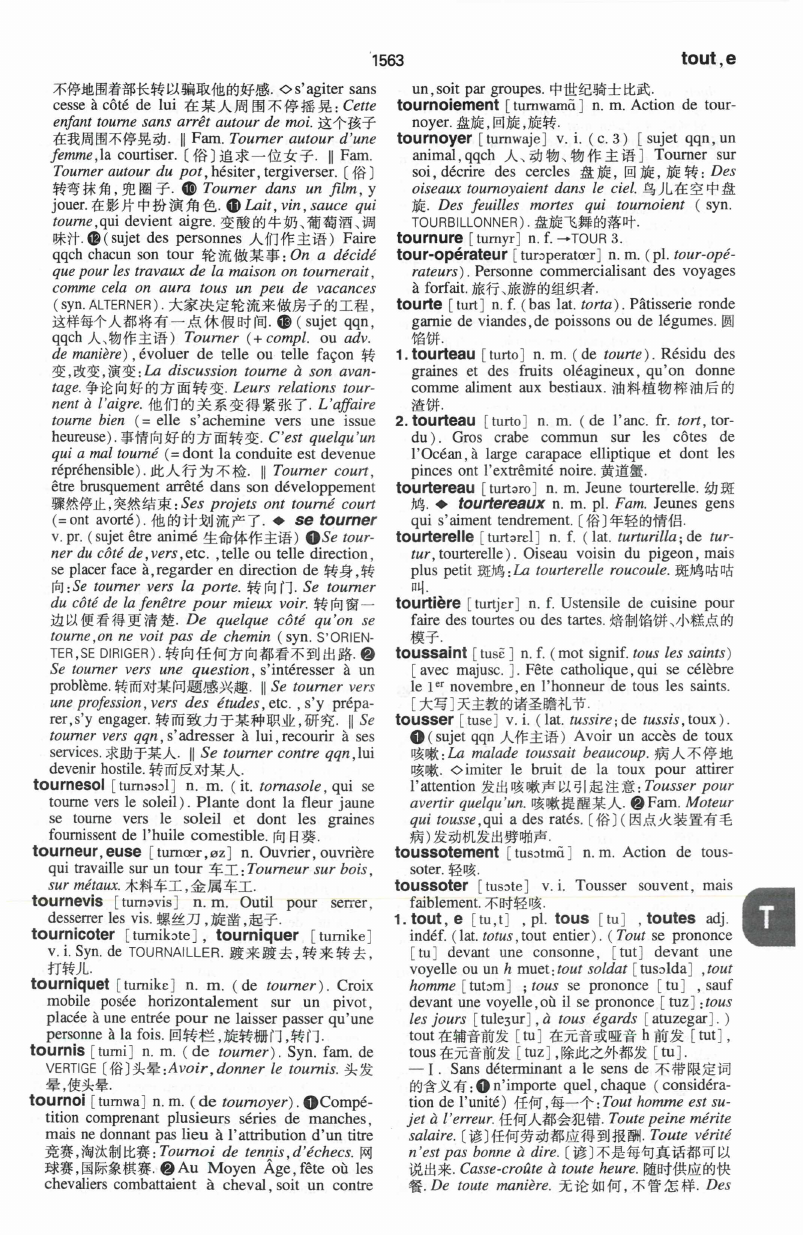 1563
tout,e
不停地围着部长转以骗取他的好感. ◇s'agiter sans
cesse à côté de lui 在某人周围不停摇晃: Cette
enfant tourne sans arrêt autour de moi. 这个孩子
在我周围不停晃动. ‖ Fam. Tourner autour d'une
femme,la courtiser. [俗]追求一位女子. ‖ Fam.
Tourner autour du pot, hésiter, tergiverser. [俗]
转弯抹角,兜圈子. ❿ Tourner dans un film, y
jouer. 在影片中扮演角色. ⓫ Lait, vin, sauce qui
tourne,qui devient aigre. 变酸的牛奶、葡萄酒、调
味汁. ⓬ (sujet des personnes 人们作主语) Faire
qqch chacun son tour 轮流做某事: On a décidé
que pour les travaux de la maison on tournerait,
comme cela on aura tous un peu de vacances
(syn. ALTERNER). 大家决定轮流来做房子的工程,
这样每个人都将有一点休假时间. ⓭ (sujet qqn,
qqch 人、物作主语) Tourner (+ compl. ou adv.
de manière), évoluer de telle ou telle façon 转
变,改变,演变: La discussion tourne à son avan-
tage. 争论向好的方面转变. Leurs relations tour-
nent à l'aigre. 他们的关系变得紧张了. L'affaire
tourne bien (= elle s'achemine vers une issue
heureuse). 事情向好的方面转变. C'est quelqu'un
qui a mal tourné (= dont la conduite est devenue
répréhensible). 此人行为不检. ‖ Tourner court,
être brusquement arrêté dans son développement
骤然停止,突然结束: Ses projets ont tourné court
(= ont avorté). 他的计划流产了. ◆ se tourner
v. pr. (sujet être animé 生命体作主语) ❶ Se tour-
ner du côté de,vers,etc. ,telle ou telle direction,
se placer face à,regarder en direction de 转身,转
向: Se tourner vers la porte. 转向门. Se tourner
du côté de la fenêtre pour mieux voir. 转向窗一
边以便看得更清楚. De quelque côté qu'on se
tourne,on ne voit pas de chemin (syn. S'ORIEN-
TER,SE DIRIGER). 转向任何方向都看不到出路. ❷
Se tourner vers une question, s'intéresser à un
problème. 转而对某问题感兴趣. ‖ Se tourner vers
une profession, vers des études, etc. , s'y prépa-
rer,s'y engager. 转而致力于某种职业,研究. ‖ Se
tourner vers qqn, s'adresser à lui, recourir à ses
services. 求助于某人. ‖ Se tourner contre qqn,lui
devenir hostile. 转而反对某人.
tournesol [turnəsɔl] n. m. (it. tornasole, qui se
tourne vers le soleil). Plante dont la fleur jaune
se tourne vers le soleil et dont les graines
fournissent de l'huile comestible. 向日葵.
tourneur, euse [turnœr,øz] n. Ouvrier, ouvrière
qui travaille sur un tour 车工: Tourneur sur bois,
sur métaux. 木料车工,金属车工.
tournevis [turnəvis] n. m. Outil pour serrer,
desserrer les vis. 螺丝刀,旋凿,起子.
tournicoter [turnikɔte], tourniquer [turnike]
v. i. Syn. de TOURNAILLER. 踱来踱去,转来转去,
打转儿.
tourniquet [turnikɛ] n. m. (de tourner). Croix
mobile posée horizontalement sur un pivot,
placée à une entrée pour ne laisser passer qu'une
personne à la fois. 回转栏,旋转栅门,转门.
tournis [turni] n. m. (de tourner). Syn. fam. de
VERTIGE [俗]头晕: Avoir, donner le tournis. 头发
晕,使头晕.
tournoi [turnwa] n. m. (de tournoyer). ❶ Compé-
tition comprenant plusieurs séries de manches,
mais ne donnant pas lieu à l'attribution d'un titre
竞赛,淘汰制比赛: Tournoi de tennis, d'échecs. 网
球赛,国际象棋赛. ❷ Au Moyen Âge, fête où les
chevaliers combattaient à cheval, soit un contre
un, soit par groupes. 中世纪骑士比武.
tournoiement [turnwamɑ̃] n. m. Action de tour-
noyer. 盘旋,回旋,旋转.
tournoyer [turnwaje] v. i. (c. 3) [sujet qqn, un
animal, qqch 人、动物、物作主语] Tourner sur
soi, décrire des cercles 盘旋, 回旋, 旋转: Des
oiseaux tournoyaient dans le ciel. 鸟儿在空中盘
旋. Des feuilles mortes qui tournoient (syn.
TOURBILLONNER). 盘旋飞舞的落叶.
tournure [turnyr] n. f. →TOUR 3.
tour-opérateur [turɔperatœr] n. m. (pl. tour-opé-
rateurs). Personne commercialisant des voyages
à forfait. 旅行、旅游的组织者.
tourte [turt] n. f. (bas lat. torta). Pâtisserie ronde
garnie de viandes, de poissons ou de légumes. 圆
馅饼.
1. tourteau [turto] n. m. (de tourte). Résidu des
graines et des fruits oléagineux, qu'on donne
comme aliment aux bestiaux. 油料植物榨油后的
渣饼.
2. tourteau [turto] n. m. (de l'anc. fr. tort, tor-
du). Gros crabe commun sur les côtes de
l'Océan, à large carapace elliptique et dont les
pinces ont l'extrêmité noire. 黄道蟹.
tourtereau [turtəro] n. m. Jeune tourterelle. 幼斑
鸠. ◆ tourtereaux n. m. pl. Fam. Jeunes gens
qui s'aiment tendrement. [俗]年轻的情侣.
tourterelle [turtərɛl] n. f. (lat. turturilla; de tur-
tur, tourterelle). Oiseau voisin du pigeon, mais
plus petit 斑鸠: La tourterelle roucoule. 斑鸠咕咕
叫.
tourtière [turtjɛr] n. f. Ustensile de cuisine pour
faire des tourtes ou des tartes. 焙制馅饼、小糕点的
模子.
toussaint [tusɛ̃] n. f. (mot signif. tous les saints)
[avec majusc.]. Fête catholique, qui se célèbre
le 1er novembre, en l'honneur de tous les saints.
[大写]天主教的诸圣瞻礼节.
tousser [tuse] v. i. (lat. tussire; de tussis, toux).
❶ (sujet qqn 人作主语) Avoir un accès de toux
咳嗽: La malade toussait beaucoup. 病人不停地
咳嗽. ◇imiter le bruit de la toux pour attirer
l'attention 发出咳嗽声以引起注意: Tousser pour
avertir quelqu'un. 咳嗽提醒某人. ❷ Fam. Moteur
qui tousse, qui a des ratés. [俗](因点火装置有毛
病)发动机发出劈啪声.
toussotement [tusɔtmɑ̃] n. m. Action de tous-
soter. 轻咳.
toussoter [tusɔte] v. i. Tousser souvent, mais
faiblement. 不时轻咳.
1. tout, e [tu,t] , pl. tous [tu] , toutes adj.
indéf. (lat. totus, tout entier). (Tout se prononce
[tu] devant une consonne, [tut] devant une
voyelle ou un h muet: tout soldat [tusɔlda] ,tout
homme [tutɔm] ; tous se prononce [tu] , sauf
devant une voyelle, où il se prononce [tuz]: tous
les jours [tuleʒur], à tous égards [atuzegar].)
tout 在辅音前发 [tu] 在元音或哑音 h 前发 [tut],
tous 在元音前发 [tuz],除此之外都发 [tu].
— I. Sans déterminant a le sens de 不带限定词
的含义有: ❶ n'importe quel, chaque (considéra-
tion de l'unité) 任何,每一个: Tout homme est su-
jet à l'erreur. 任何人都会犯错. Toute peine mérite
salaire. [谚]任何劳动都应得到报酬. Toute vérité
n'est pas bonne à dire. [谚]不是每句真话都可以
说出来. Casse-croûte à toute heure. 随时供应的快
餐. De toute manière. 无论如何,不管怎样. Des
T